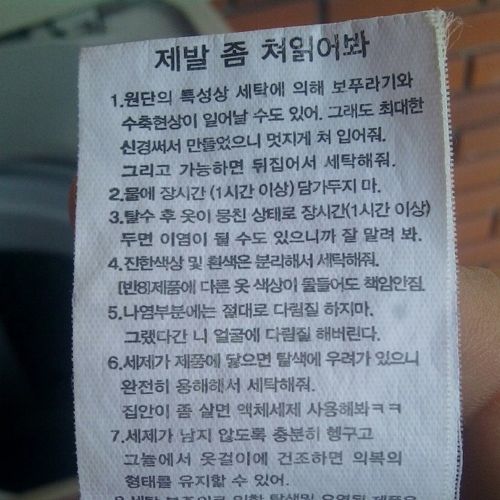 제발 좀 쳐읽어봐
1.원단의 특성상 세탁에 의해 보푸라기와
수축현상이 일어날 수도 있어. 그래도 최대한
신경써서 만들었으니 멋지게 쳐 입어줘.
그리고 가능하면 뒤집어서 세탁해줘.
2.물에 장시간 (1시간 이상) 담가두지 마.
3.탈수 후 옷이 뭉친 상태로 장시간(1시간 이상)
두면 이염이 될 수도 있으니까 잘 말려 봐.
4.진한색상 및 흰색은 분리해서 세탁해줘.
[반8]제품에 다른 옷 색상이 물들어도 책임안짐.
5.나염부분에는 절대로 다림질 하지마.
그랬다간 니 얼굴에 다림질 해버린다.
6.세제가 제품에 닿으면 탈색에 우려가 있으니
완전히 용해해서 세탁해줘.
집안이 좀 살면 액체세제 사용해봐ㅋㅋ
7.세제가 남지 않도록 충분히 헹구고
그늘에서 옷걸이에 건조하면 의복의
형태를 유지할 수 있어.